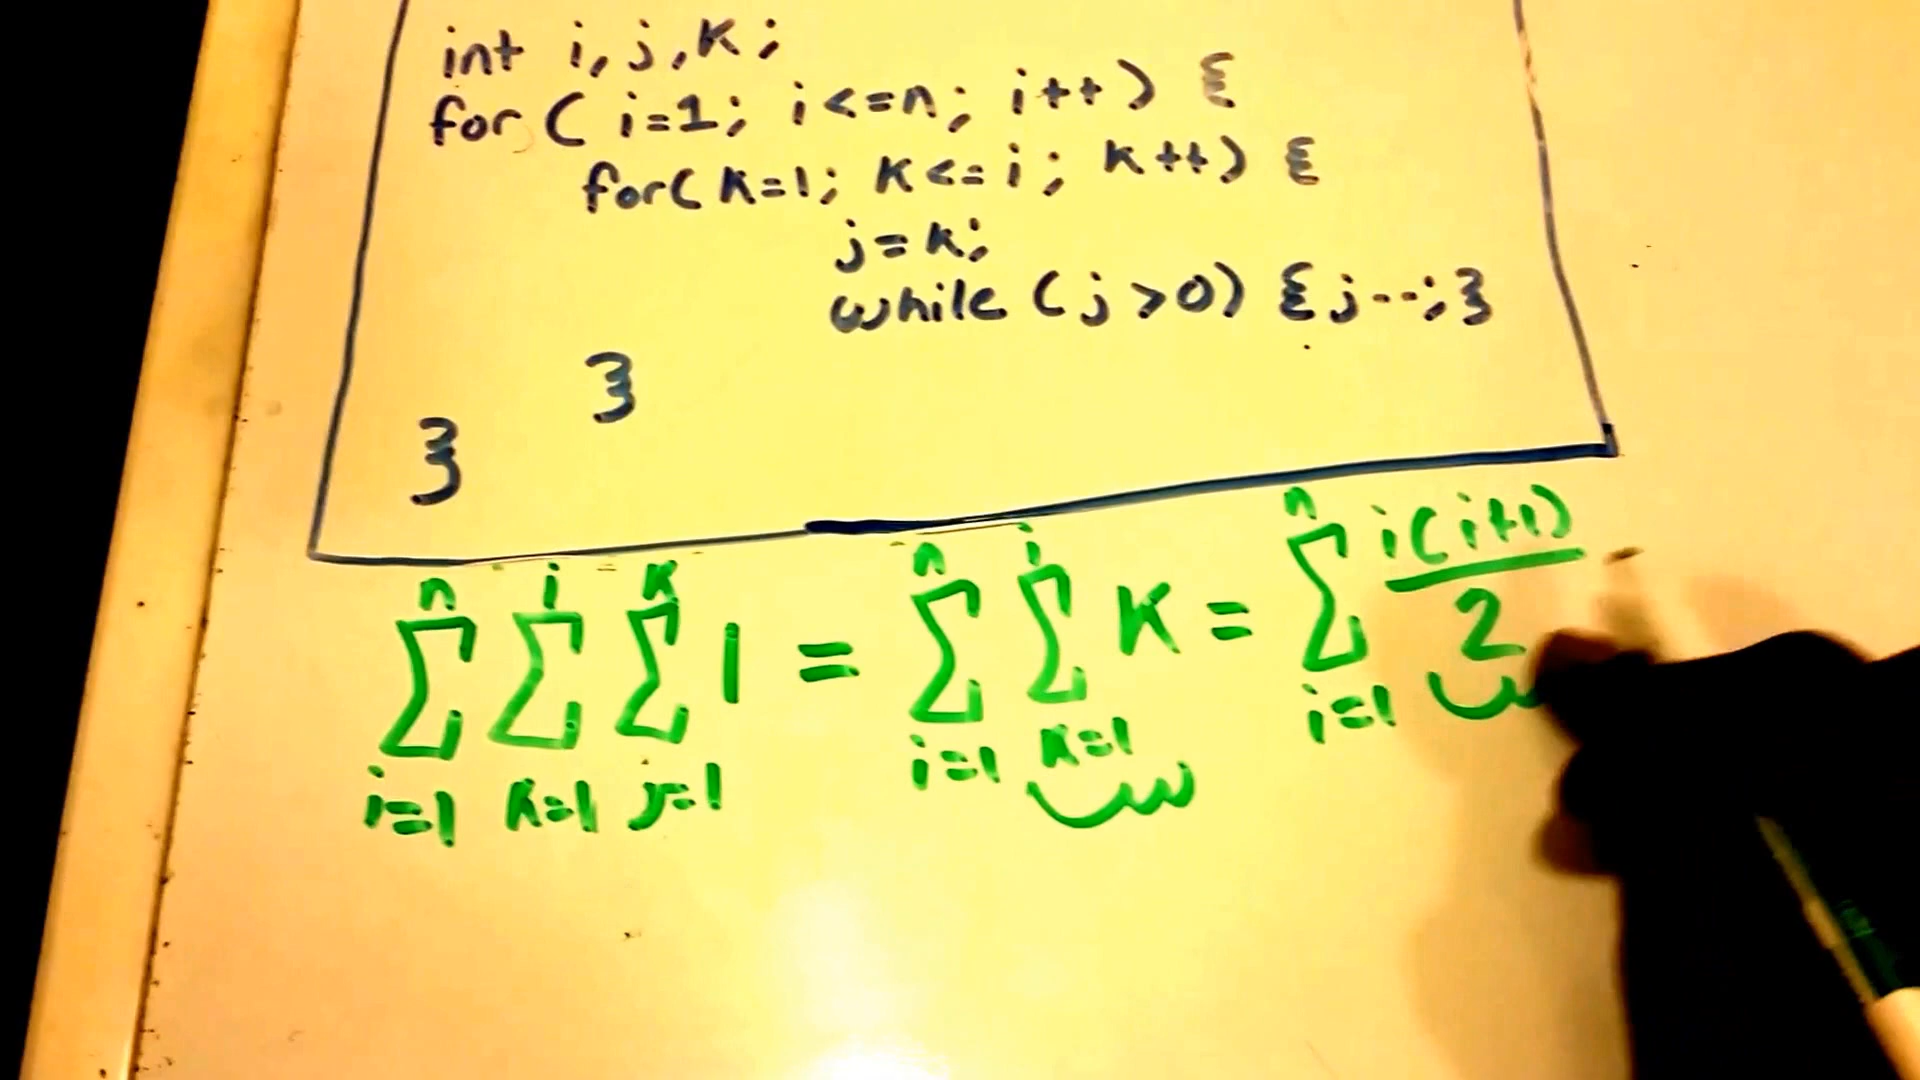 int i, j, k;
for ( i=1; i<=n; i++ ) {
for( k=1; k<=i; k++ ) {
j=k;
while (j>0) {j--;}
}
}
n i k n i n
∑ ∑ ∑ 1 = ∑ ∑ k = ∑ i(i+1)/2
i=1 k=1 j=1 i=1 k=1 i=1